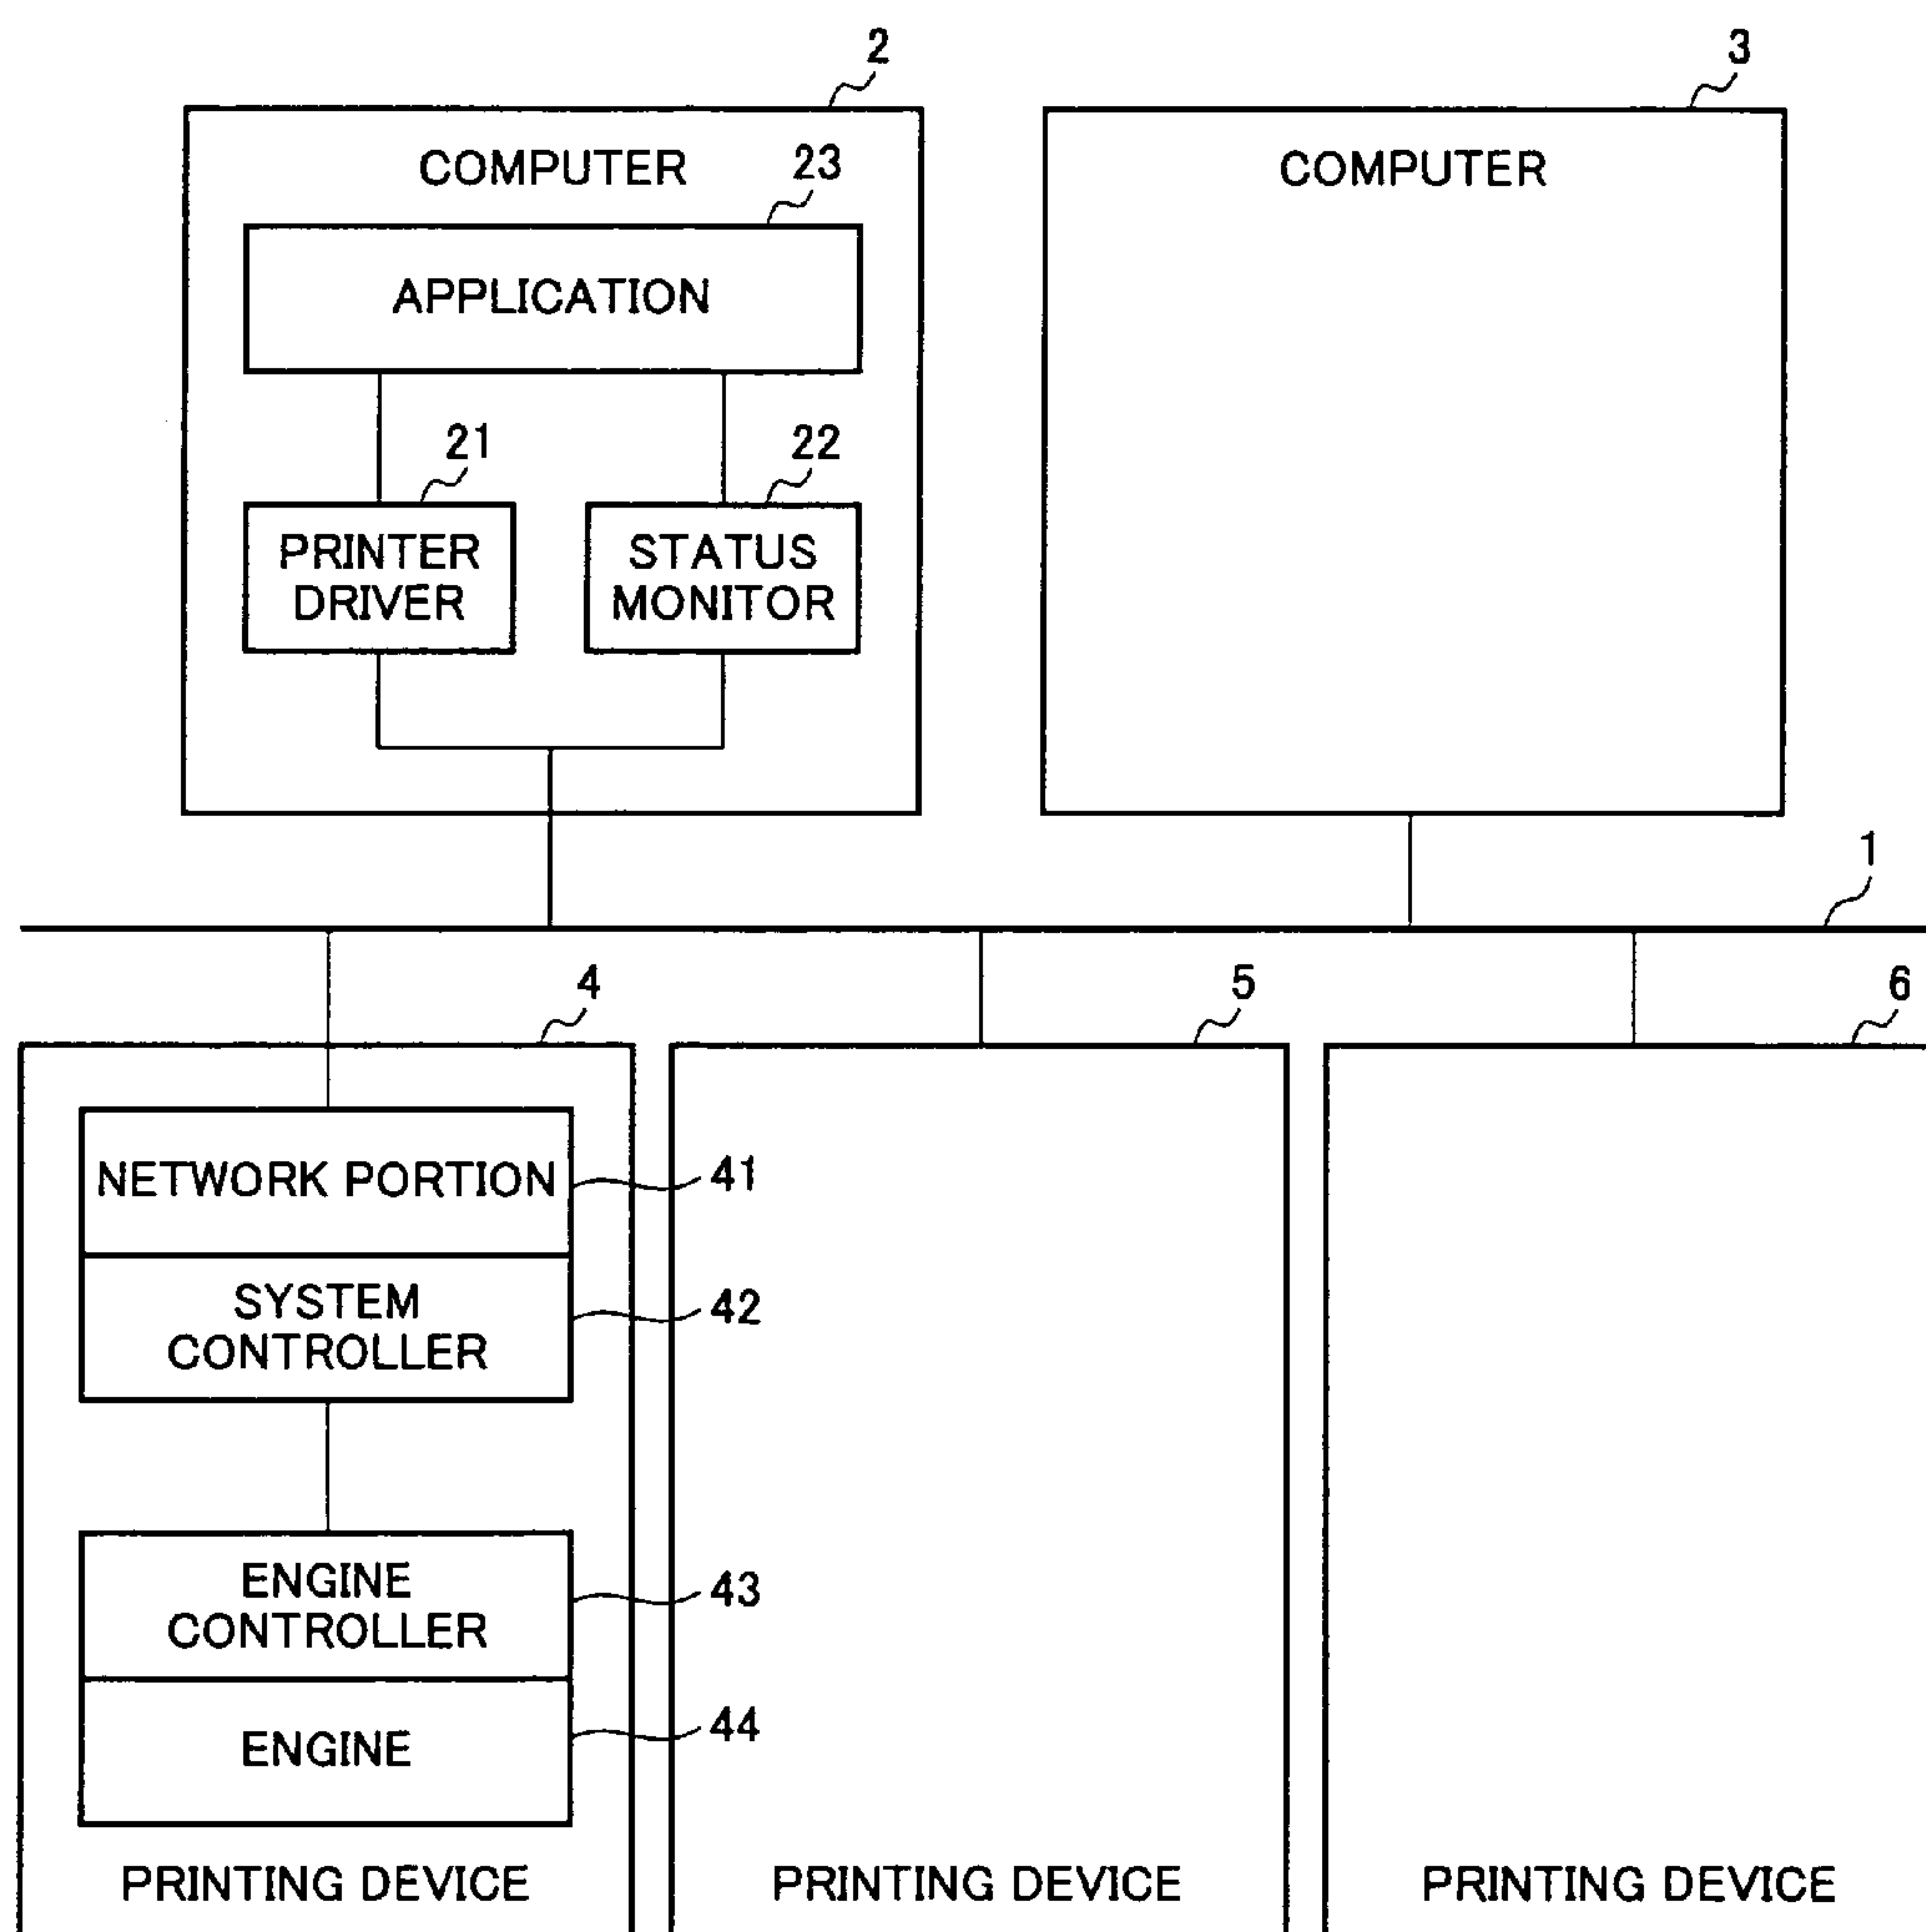 2
3
COMPUTER
COMPUTER
23
APPLICATION
21
22
PRINTER
DRIVER
STATUS
MONITOR
1
4
5
6
NETWORK PORTION
41
SYSTEM
CONTROLLER
42
ENGINE
CONTROLLER
43
ENGINE
44
PRINTING DEVICE
PRINTING DEVICE
PRINTING DEVICE